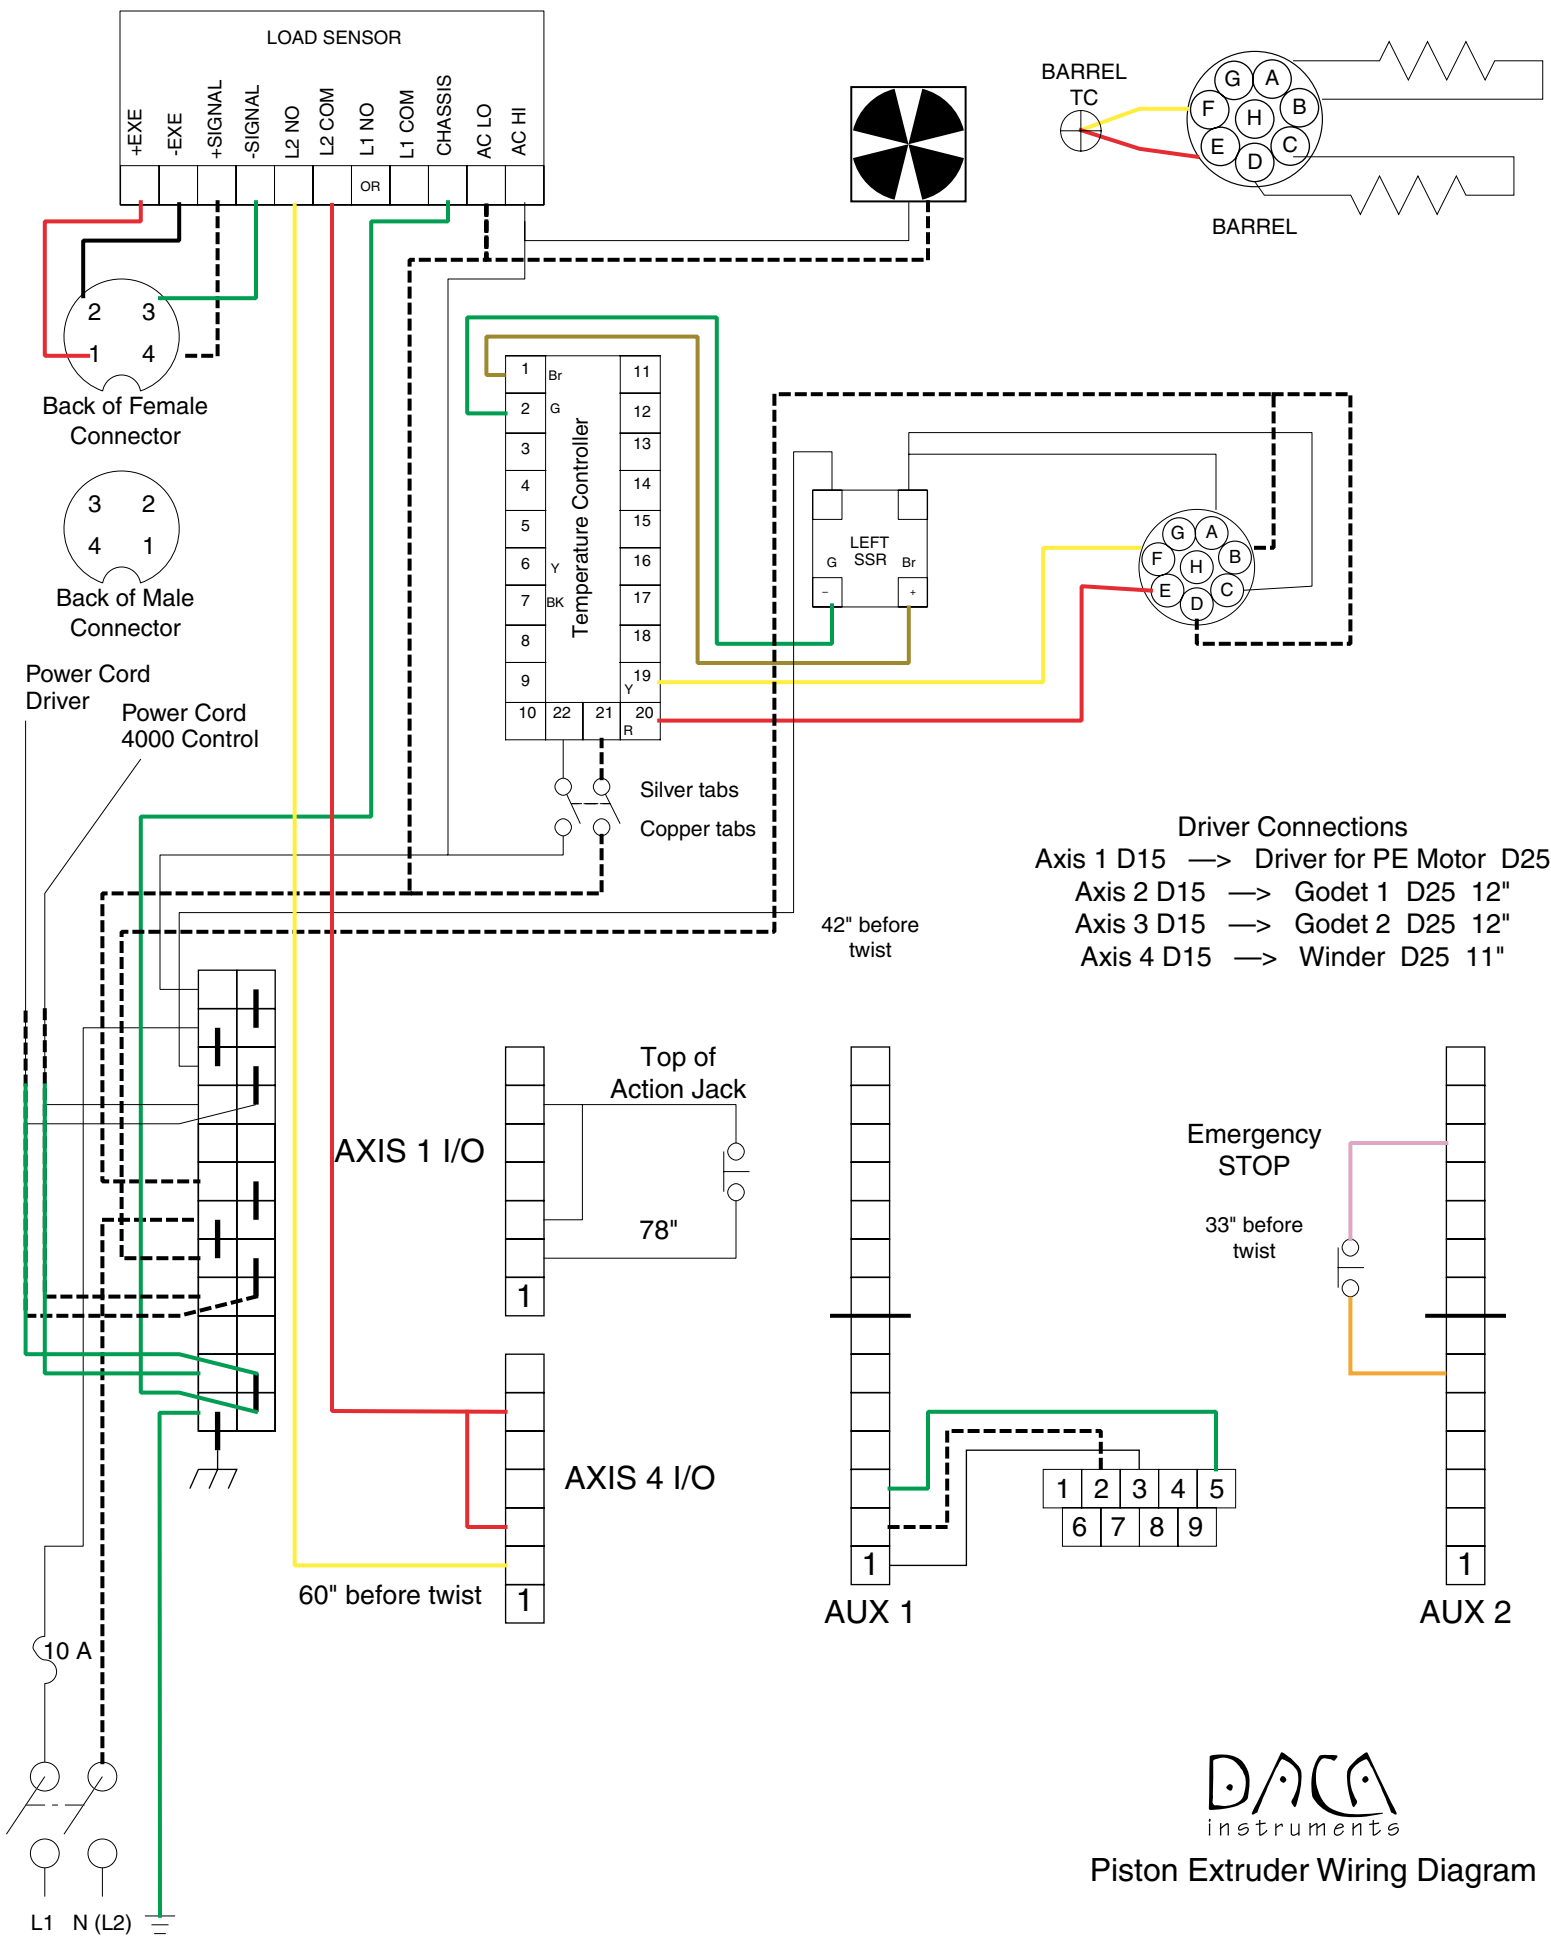 LOAD SENSOR
+EXE
-EXE
+SIGNAL
-SIGNAL
L2 NO
L2 COM
L1 NO
L1 COM
CHASSIS
AC LO
AC HI
OR
BARREL
TC
G A
F H B
E D C
BARREL
2 3
1 4
Back of Female
Connector
3 2
4 1
Back of Male
Connector
Temperature Controller
1 Br 11
2 G 12
3 13
4 14
5 15
6 Y 16
7 BK 17
8 18
9 19
Y
10 22 21 20
R
LEFT
SSR
G Br
− +
G A
F H B
E D C
Power Cord
Driver
Power Cord
4000 Control
Silver tabs
Copper tabs
Driver Connections
Axis 1 D15 —> Driver for PE Motor D25
Axis 2 D15 —> Godet 1 D25 12"
Axis 3 D15 —> Godet 2 D25 12"
Axis 4 D15 —> Winder D25 11"
42" before
twist
Top of
Action Jack
AXIS 1 I/O
78"
1
Emergency
STOP
33" before
twist
AXIS 4 I/O
60" before twist
1
1 2 3 4 5
6 7 8 9
1
AUX 1
1
AUX 2
10 A
L1 N (L2)
DACA
instruments
Piston Extruder Wiring Diagram